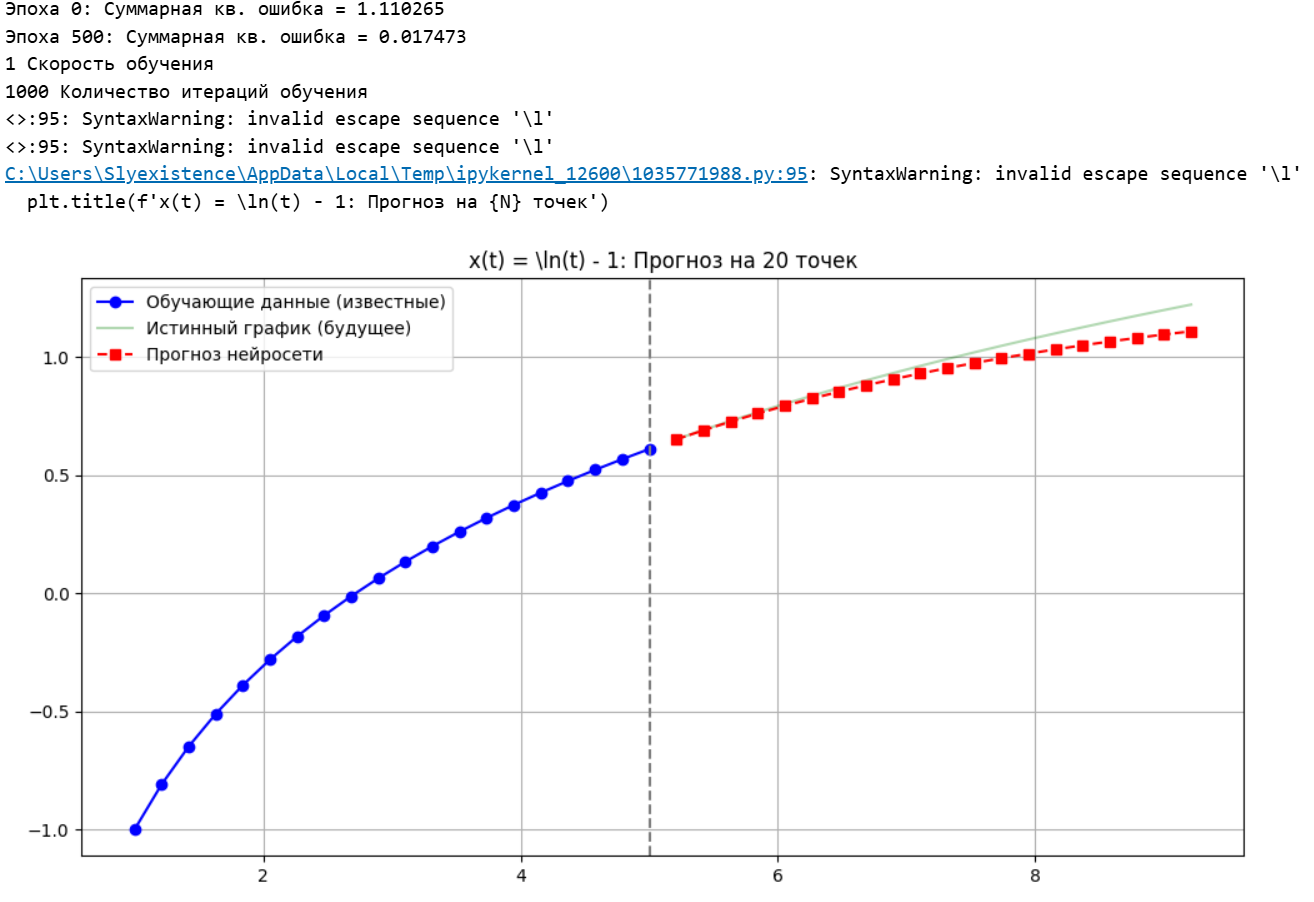 Эпоха 0: Суммарная кв. ошибка = 1.110265
Эпоха 500: Суммарная кв. ошибка = 0.017473
1 Скорость обучения
1000 Количество итераций обучения
<>:95: SyntaxWarning: invalid escape sequence '\l'
<>:95: SyntaxWarning: invalid escape sequence '\l'
C:\Users\Slyexistence\AppData\Local\Temp\ipykernel_12600\1035771988.py:95: SyntaxWarning: invalid escape sequence '\l'
plt.title(f'x(t) = \ln(t) - 1: Прогноз на {N} точек')
x(t) = \ln(t) - 1: Прогноз на 20 точек
Обучающие данные (известные)
Истинный график (будущее)
Прогноз нейросети
1.0
0.5
0.0
−0.5
−1.0
2 4 6 8